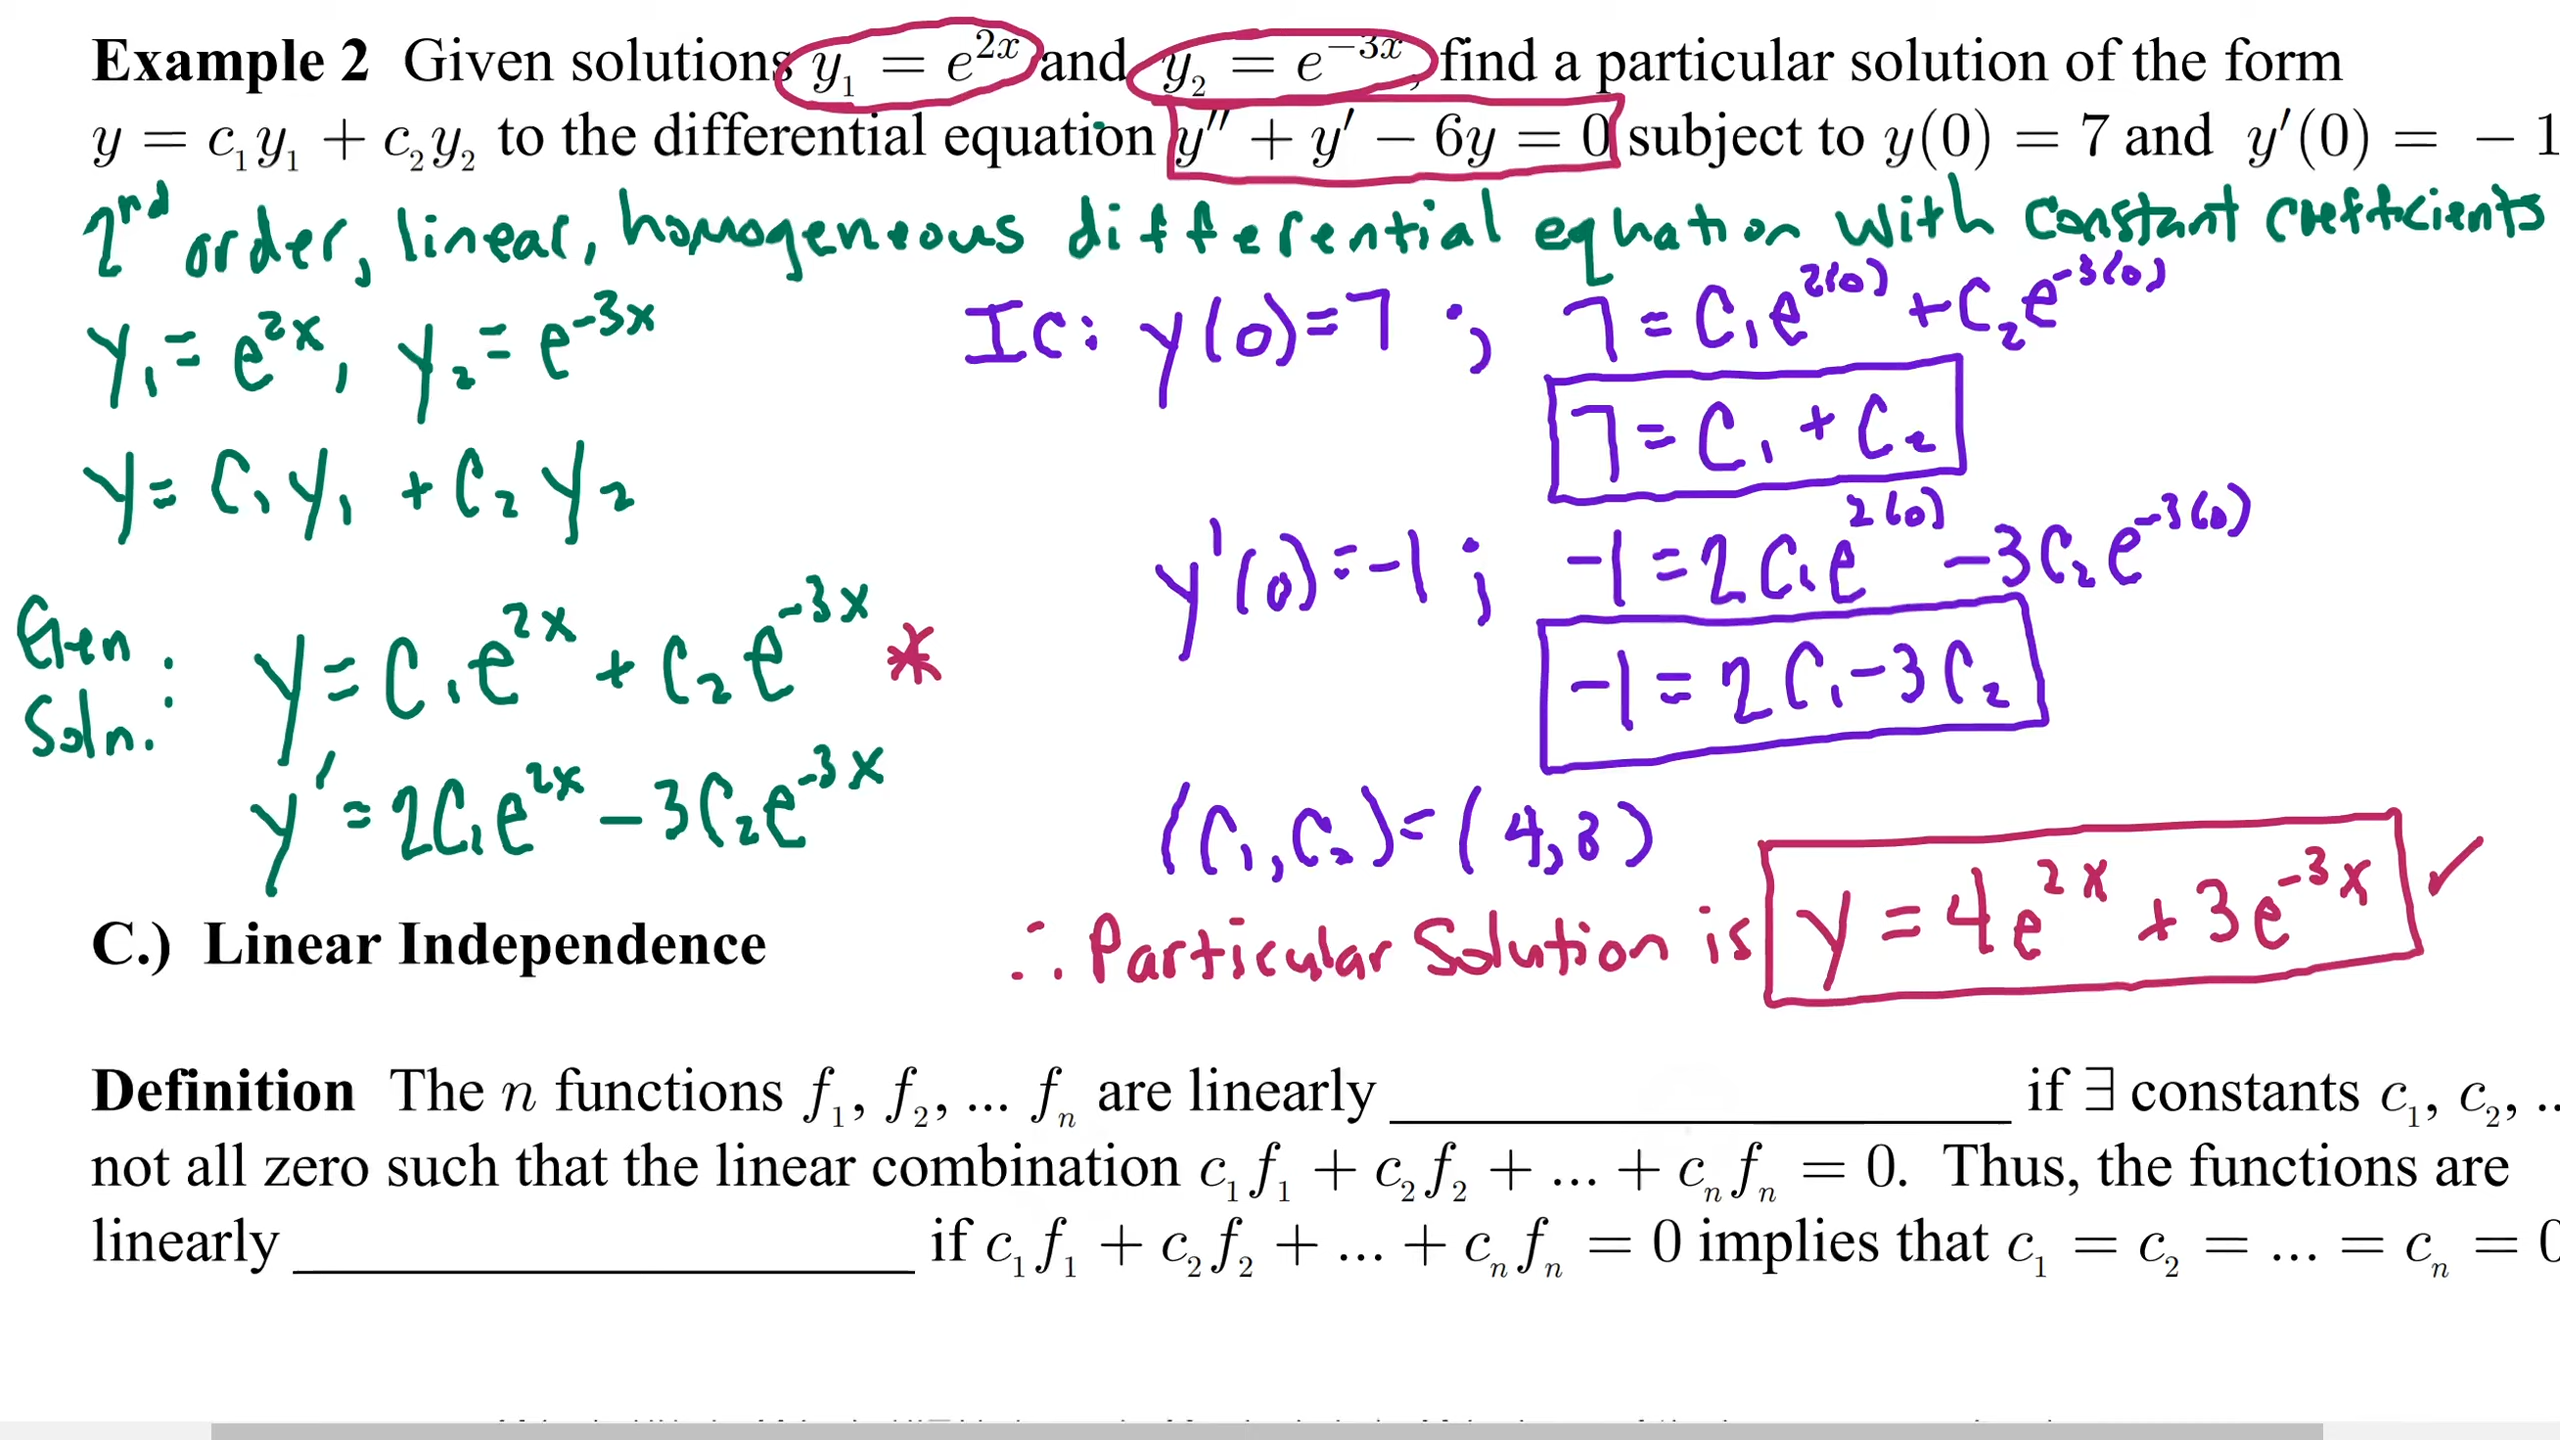 Example 2 Given solutions y₁ = e^{2x} and y₂ = e^{−3x}, find a particular solution of the form
y = c₁y₁ + c₂y₂ to the differential equation y″ + y′ − 6y = 0 subject to y(0) = 7 and y′(0) = − 1
2nd order, linear, homogeneous differential equation with constant coefficients
y₁ = e^{2x}, y₂ = e^{-3x}
y = C₁y₁ + C₂y₂
Gen Soln.: y = C₁e^{2x} + C₂e^{-3x} *
y' = 2C₁e^{2x} − 3C₂e^{-3x}
IC: y(0)=7 ; 7 = C₁e^{2(0)} + C₂e^{-3(0)}
7 = C₁ + C₂
y'(0) = -1 ; -1 = 2C₁e^{2(0)} − 3C₂e^{-3(0)}
-1 = 2C₁ − 3C₂
(C₁, C₂) = (4, 3)
∴ Particular Solution is y = 4e^{2x} + 3e^{-3x} ✓
C.) Linear Independence
Definition The n functions f₁, f₂, ... fₙ are linearly ____________ if ∃ constants c₁, c₂, ..
not all zero such that the linear combination c₁f₁ + c₂f₂ + ... + cₙfₙ = 0. Thus, the functions are
linearly ____________ if c₁f₁ + c₂f₂ + ... + cₙfₙ = 0 implies that c₁ = c₂ = ... = cₙ = 0